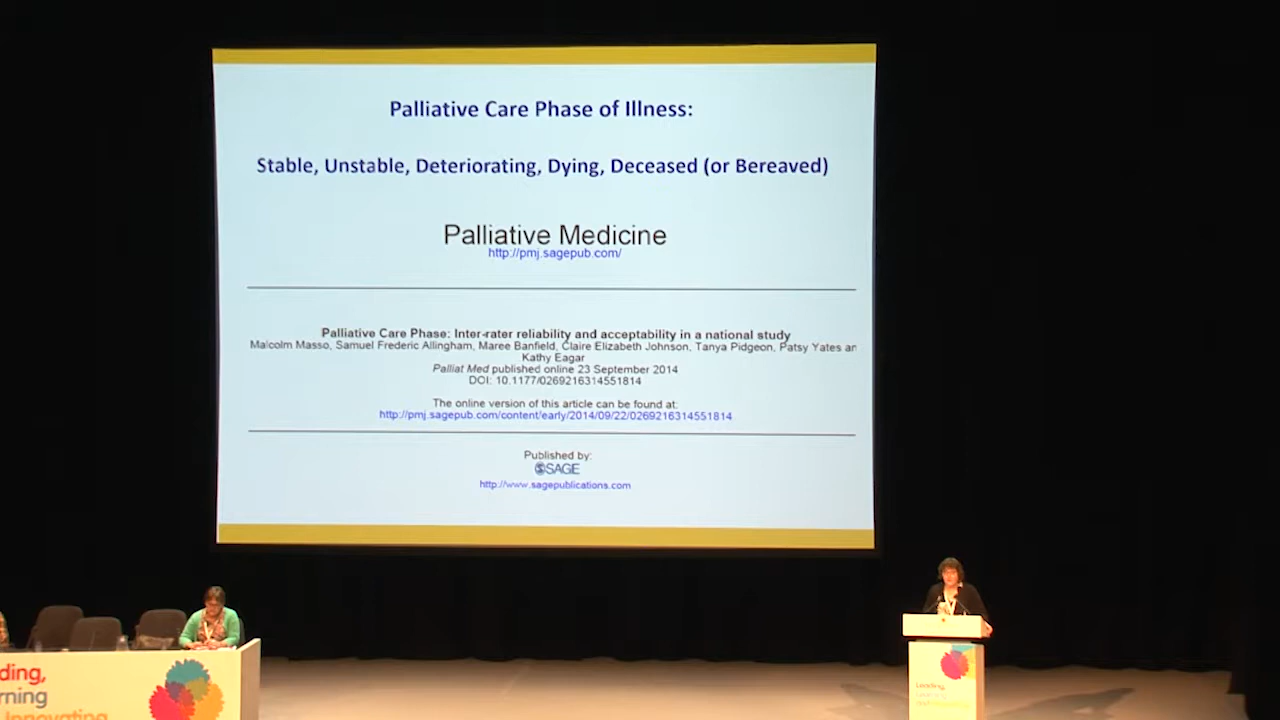 Palliative Care Phase of Illness:
Stable, Unstable, Deteriorating, Dying, Deceased (or Bereaved)
Palliative Medicine
http://pmj.sagepub.com/
Palliative Care Phase: Inter-rater reliability and acceptability in a national study
Malcolm Masso, Samuel Frederic Allingham, Maree Banfield, Claire Elizabeth Johnson, Tanya Pidgeon, Patsy Yates an
Kathy Eagar
Palliat Med published online 23 September 2014
DOI: 10.1177/0269216314551814
The online version of this article can be found at:
http://pmj.sagepub.com/content/early/2014/09/22/0269216314551814
Published by:
SAGE
http://www.sagepublications.com
ding,
rning
Innovating
Leading,